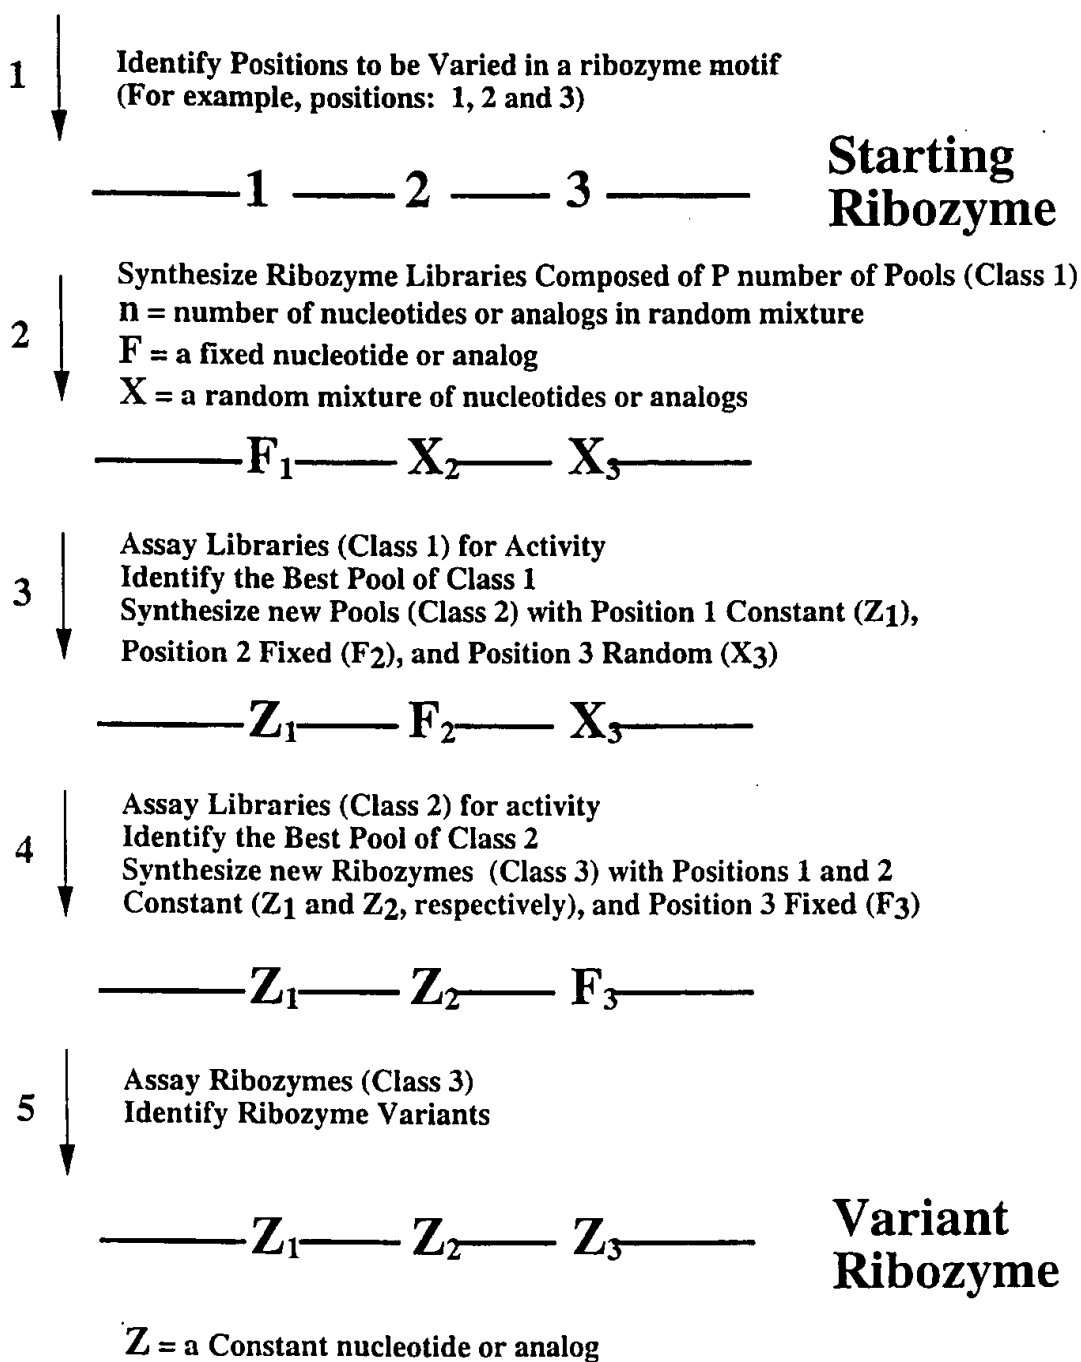 1
Identify Positions to be Varied in a ribozyme motif
(For example, positions: 1, 2 and 3)
1 2 3
Starting
Ribozyme
2
Synthesize Ribozyme Libraries Composed of P number of Pools (Class 1)
n = number of nucleotides or analogs in random mixture
F = a fixed nucleotide or analog
X = a random mixture of nucleotides or analogs
F1 X2 X3
3
Assay Libraries (Class 1) for Activity
Identify the Best Pool of Class 1
Synthesize new Pools (Class 2) with Position 1 Constant (Z1),
Position 2 Fixed (F2), and Position 3 Random (X3)
Z1 F2 X3
4
Assay Libraries (Class 2) for activity
Identify the Best Pool of Class 2
Synthesize new Ribozymes (Class 3) with Positions 1 and 2
Constant (Z1 and Z2, respectively), and Position 3 Fixed (F3)
Z1 Z2 F3
5
Assay Ribozymes (Class 3)
Identify Ribozyme Variants
Z1 Z2 Z3
Variant
Ribozyme
Z = a Constant nucleotide or analog